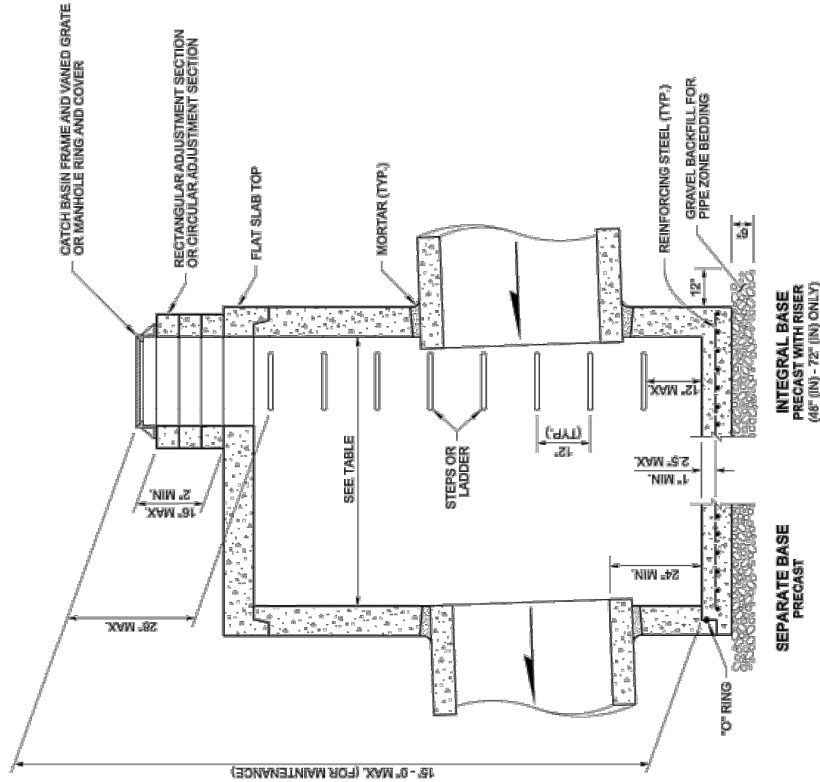 CATCH BASIN FRAME AND VANED GRATE
OR MANHOLE RING AND COVER
RECTANGULAR ADJUSTMENT SECTION
OR CIRCULAR ADJUSTMENT SECTION
FLAT SLAB TOP
MORTAR (TYP.)
REINFORCING STEEL (TYP.)
GRAVEL BACKFILL FOR
PIPE ZONE BEDDING
16" MAX.
2" MIN.
28" MAX.
SEE TABLE
STEPS OR
LADDER
12"
(TYP.)
12" MAX.
12"
6"
1" MIN.
2.5" MAX.
24" MIN.
"O" RING
15' - 0" MAX. (FOR MAINTENANCE)
SEPARATE BASE
PRECAST
INTEGRAL BASE
PRECAST WITH RISER
(48" (IN) - 72" (IN) ONLY)